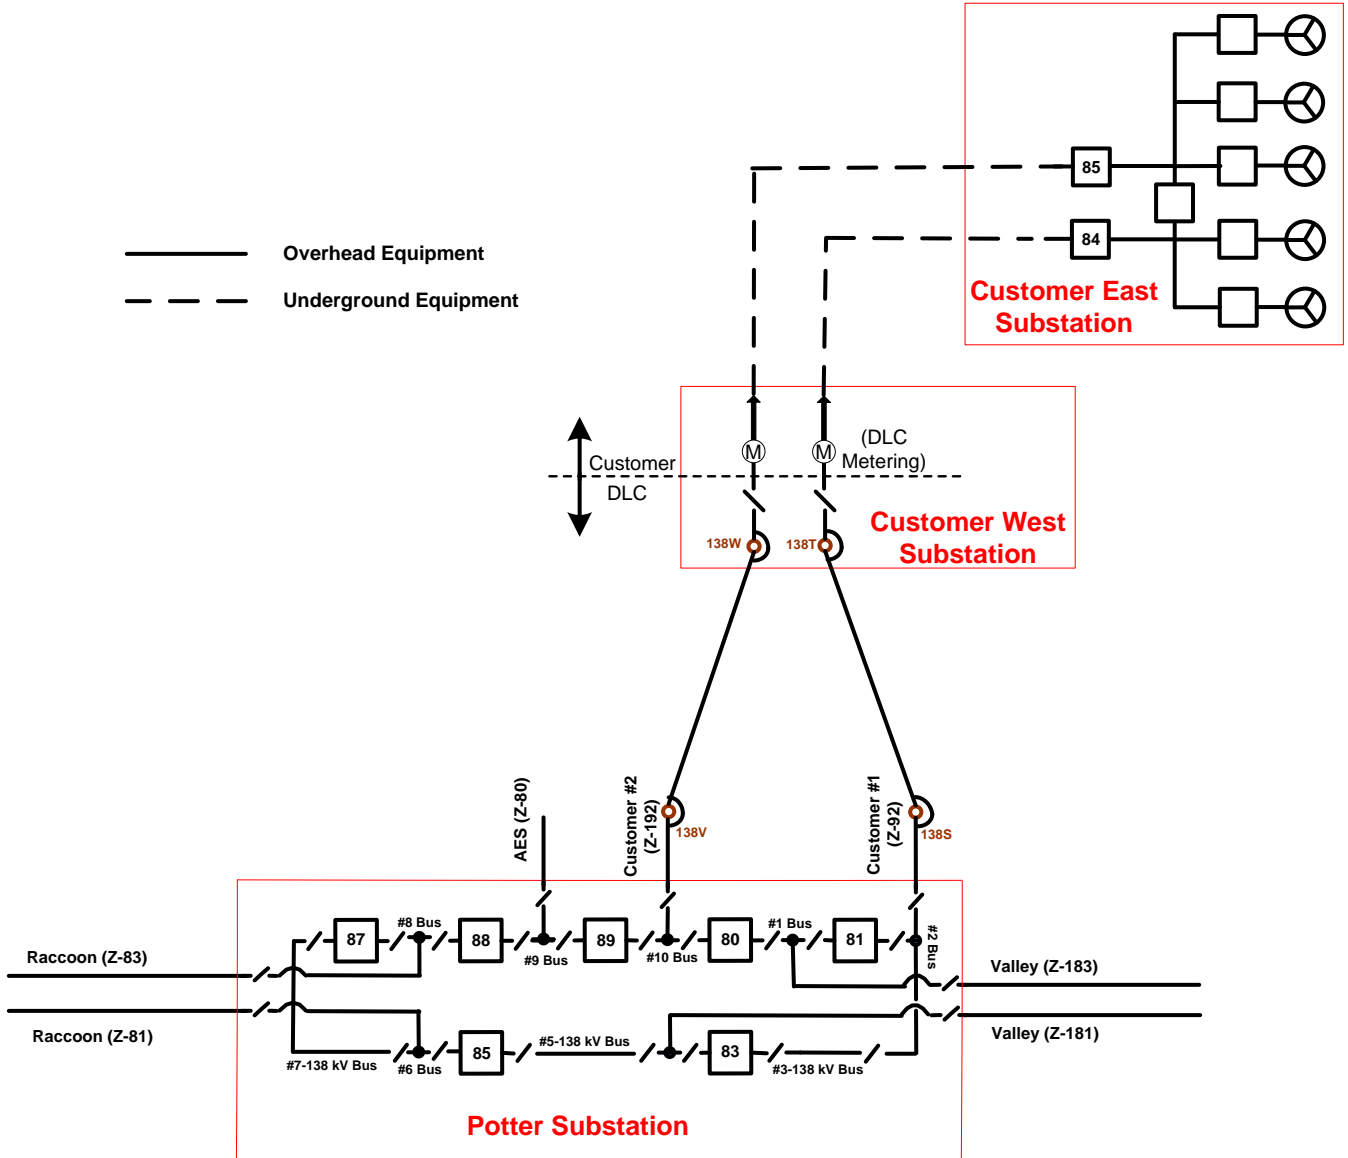 85
84
Customer East
Substation
Overhead Equipment
Underground Equipment
M
M
(DLC
Metering)
Customer
DLC
138W
138T
Customer West
Substation
AES (Z-80)
Customer #2
(Z-192)
138V
Customer #1
(Z-92)
138S
87
#8 Bus
88
#9 Bus
89
#10 Bus
80
#1 Bus
81
#2 Bus
Raccoon (Z-83)
Valley (Z-183)
Raccoon (Z-81)
Valley (Z-181)
#7-138 kV Bus
#6 Bus
85
#5-138 kV Bus
83
#3-138 kV Bus
Potter Substation